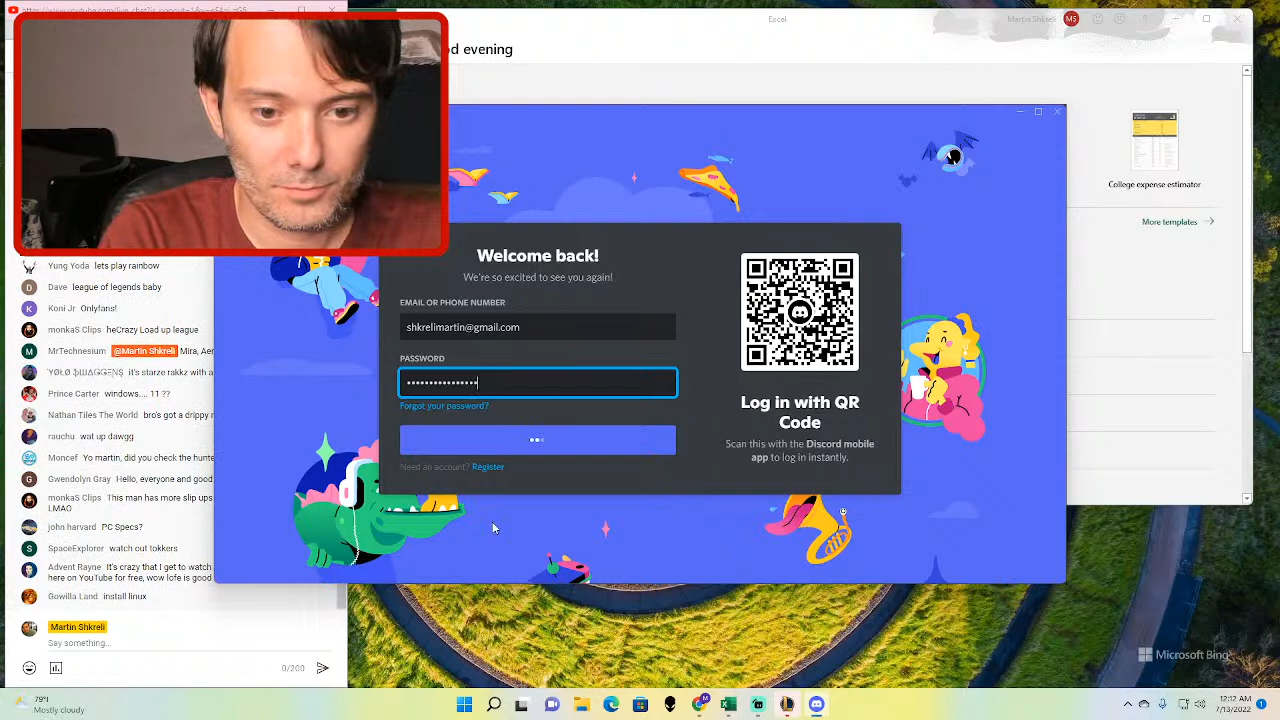 Excel
Martin Shkreli MS
d evening
College expense estimator
More templates
Welcome back!
We're so excited to see you again!
EMAIL OR PHONE NUMBER
shkrelimartin@gmail.com
PASSWORD
Forgot your password?
Need an account? Register
Log in with QR
Code
Scan this with the Discord mobile
app to log in instantly.
Yung Yoda lets play rainbow
Dave league of legends baby
Koni Jr Onlyfans!
monkaS Clips heCrazy Load up league
MrTechnesium @Martin Shkreli Mira, Aer
it's sarze rakkz with a
Prince Carter windows.... 11 ??
Nathan Tiles The World bro's got a drippy
rauchu wat up dawgg
Moncef Yo martin, did you check the hunte
Gwendolyn Gray Hello, everyone and good
monkaS Clips This man has more slip ups
LMAO
john harvard PC Specs?
SpaceExplorer watch out tokkers
Advent Rayne It's crazy that I get to watch
here on YouTube for free, wow lofe is good
Gowilla Land install linux
Martin Shkreli
Say something...
0/200
Microsoft Bing
79°F
Mostly cloudy
12:12 AM
7/13/2022